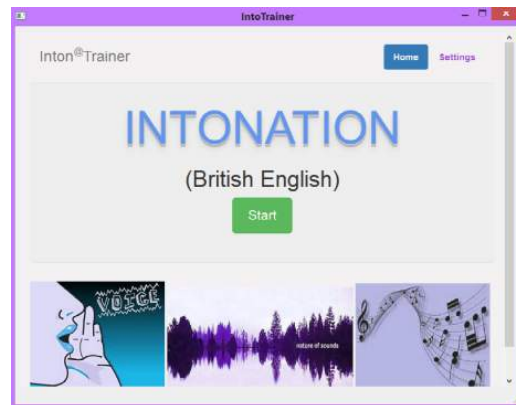 IntoTrainer
Inton@Trainer
Home
Settings
INTONATION
(British English)
Start
VOICE
nature of sounds